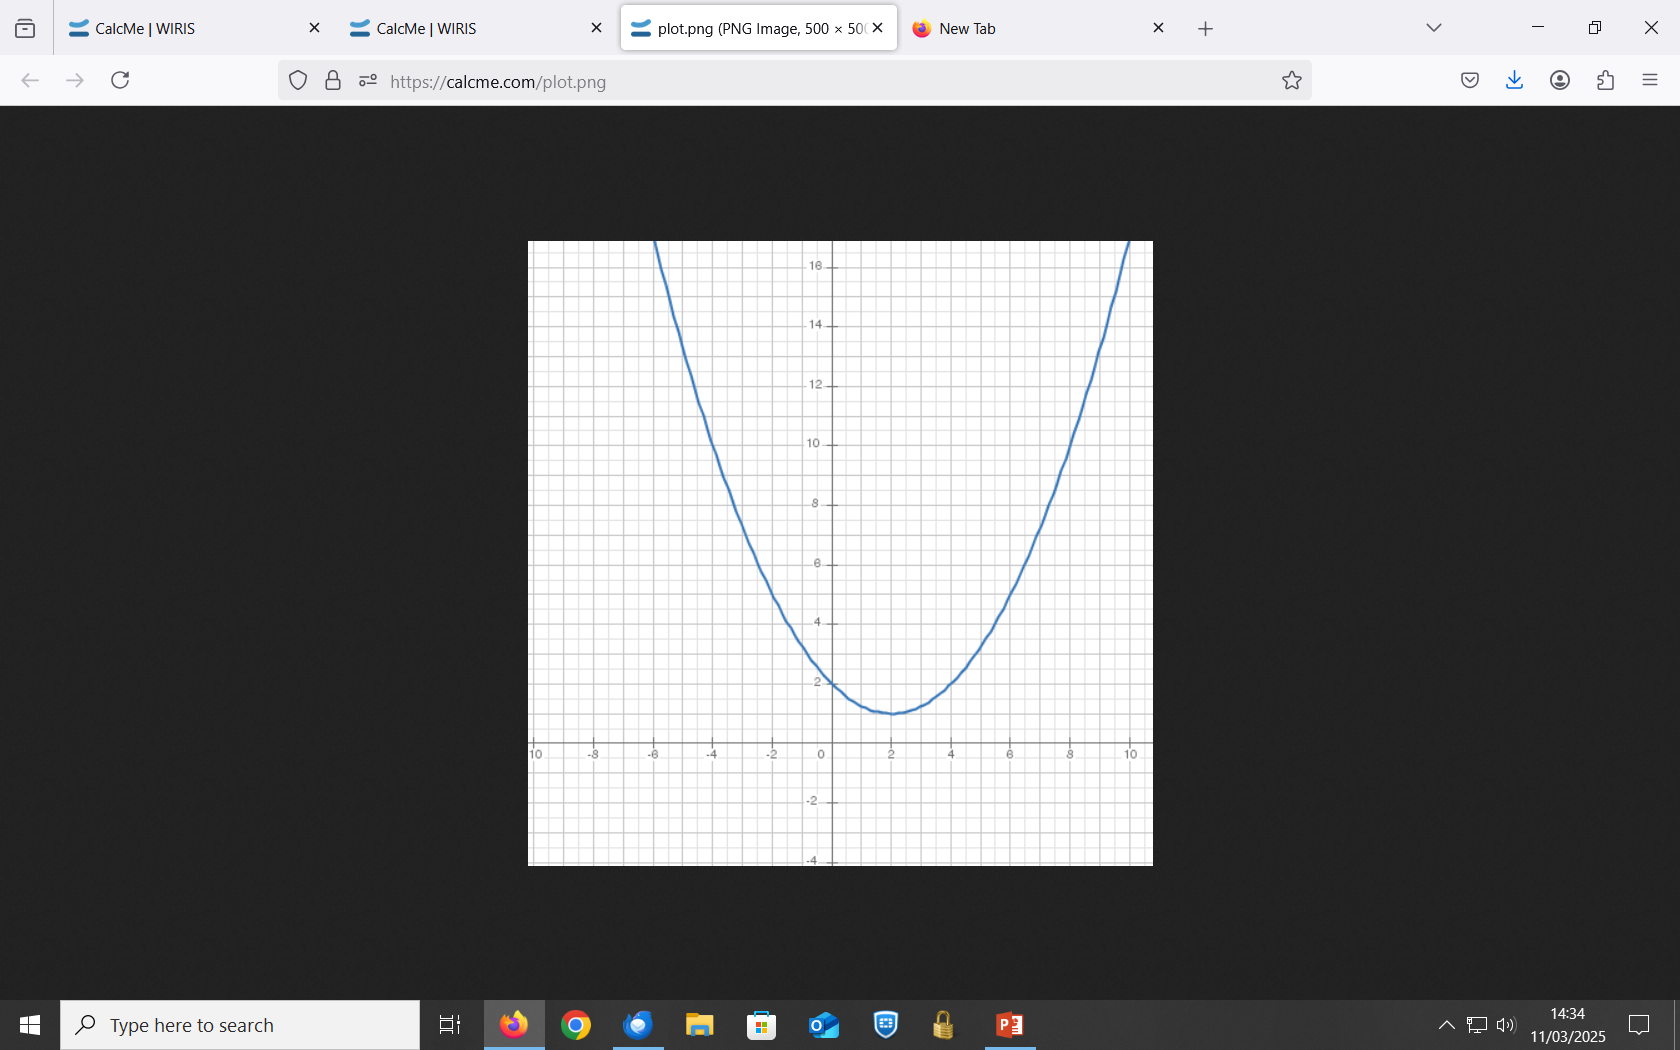 CalcMe | WIRIS
CalcMe | WIRIS
plot.png (PNG Image, 500 × 500
New Tab
https://calcme.com/plot.png
16
14
12
10
8
6
4
2
10 -8 -6 -4 -2 0 2 4 6 8 10
-2
-4
Type here to search
14:34
11/03/2025